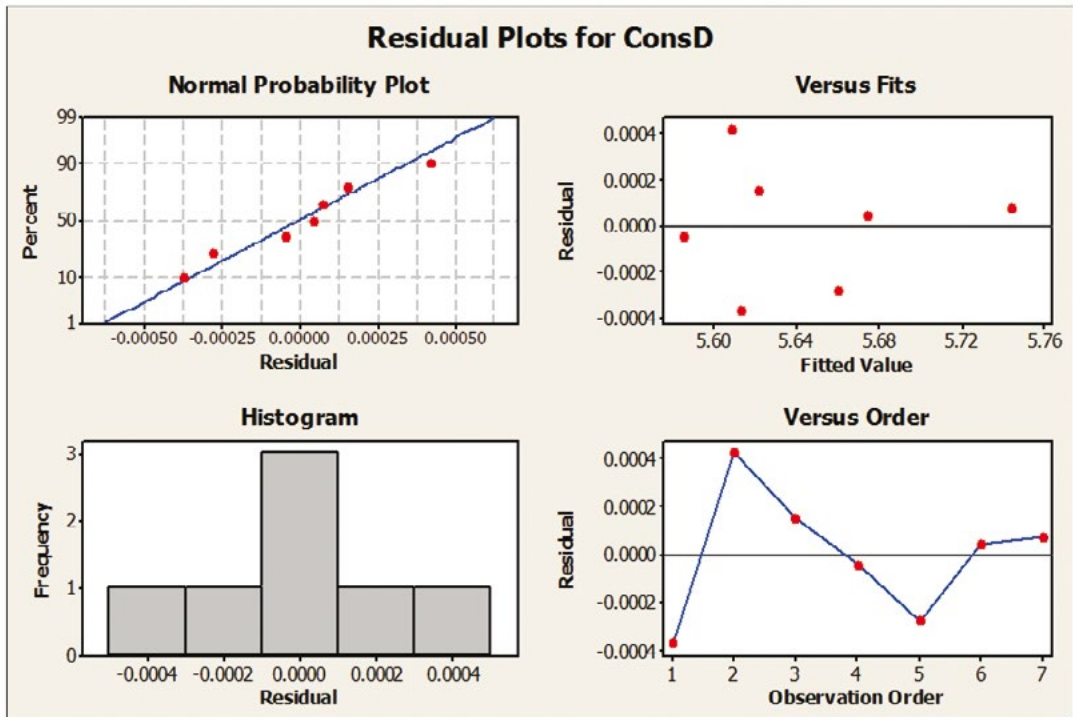 Residual Plots for ConsD
Normal Probability Plot
99
90
50
10
1
Percent
-0.00050 -0.00025 0.00000 0.00025 0.00050
Residual
Versus Fits
0.0004
0.0002
0.0000
-0.0002
-0.0004
Residual
5.60 5.64 5.68 5.72 5.76
Fitted Value
Histogram
3
2
1
0
Frequency
-0.0004 -0.0002 0.0000 0.0002 0.0004
Residual
Versus Order
0.0004
0.0002
0.0000
-0.0002
-0.0004
Residual
1 2 3 4 5 6 7
Observation Order